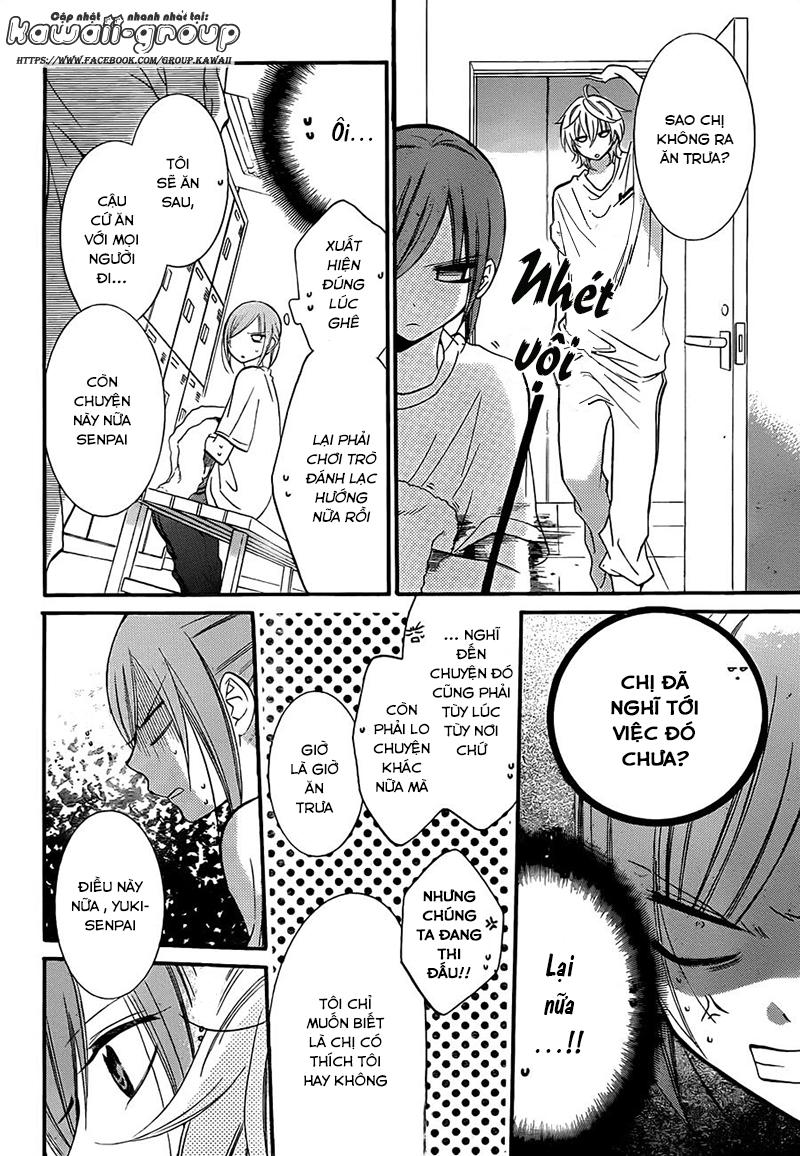 Cập nhật nhanh nhất tại:
Kawaii-group
HTTPS://WWW.FACEBOOK.COM/GROUP.KAWAII
SAO CHỊ
KHÔNG RA
ĂN TRƯA?
Nhét
vội
Ôi...
XUẤT
HIỆN
ĐÚNG
LÚC
GHÊ
TÔI
SẼ ĂN
SAU,
CẬU
CỨ ĂN
VỚI MỌI
NGƯỜI
ĐI...
LẠI PHẢI
CHƠI TRÒ
ĐÁNH LẠC
HƯỚNG
NỮA RỒI
CÒN
CHUYỆN
NÀY NỮA
SENPAI
CHỊ ĐÃ
NGHĨ TỚI
VIỆC ĐÓ
CHƯA?
Lại
nữa
...!!
... NGHĨ
ĐẾN
CHUYỆN ĐÓ
CŨNG PHẢI
TÙY LÚC
TÙY NƠI
CHỨ
CÒN
PHẢI LO
CHUYỆN
KHÁC
NỮA MÀ
GIỜ
LÀ GIỜ
ĂN
TRƯA
NHƯNG
CHÚNG
TA ĐANG
THI
ĐẤU!!
TÔI CHỈ
MUỐN BIẾT
LÀ CHỊ CÓ
THÍCH TÔI
HAY KHÔNG
ĐIỀU NÀY
NỮA , YUKI-
SENPAI